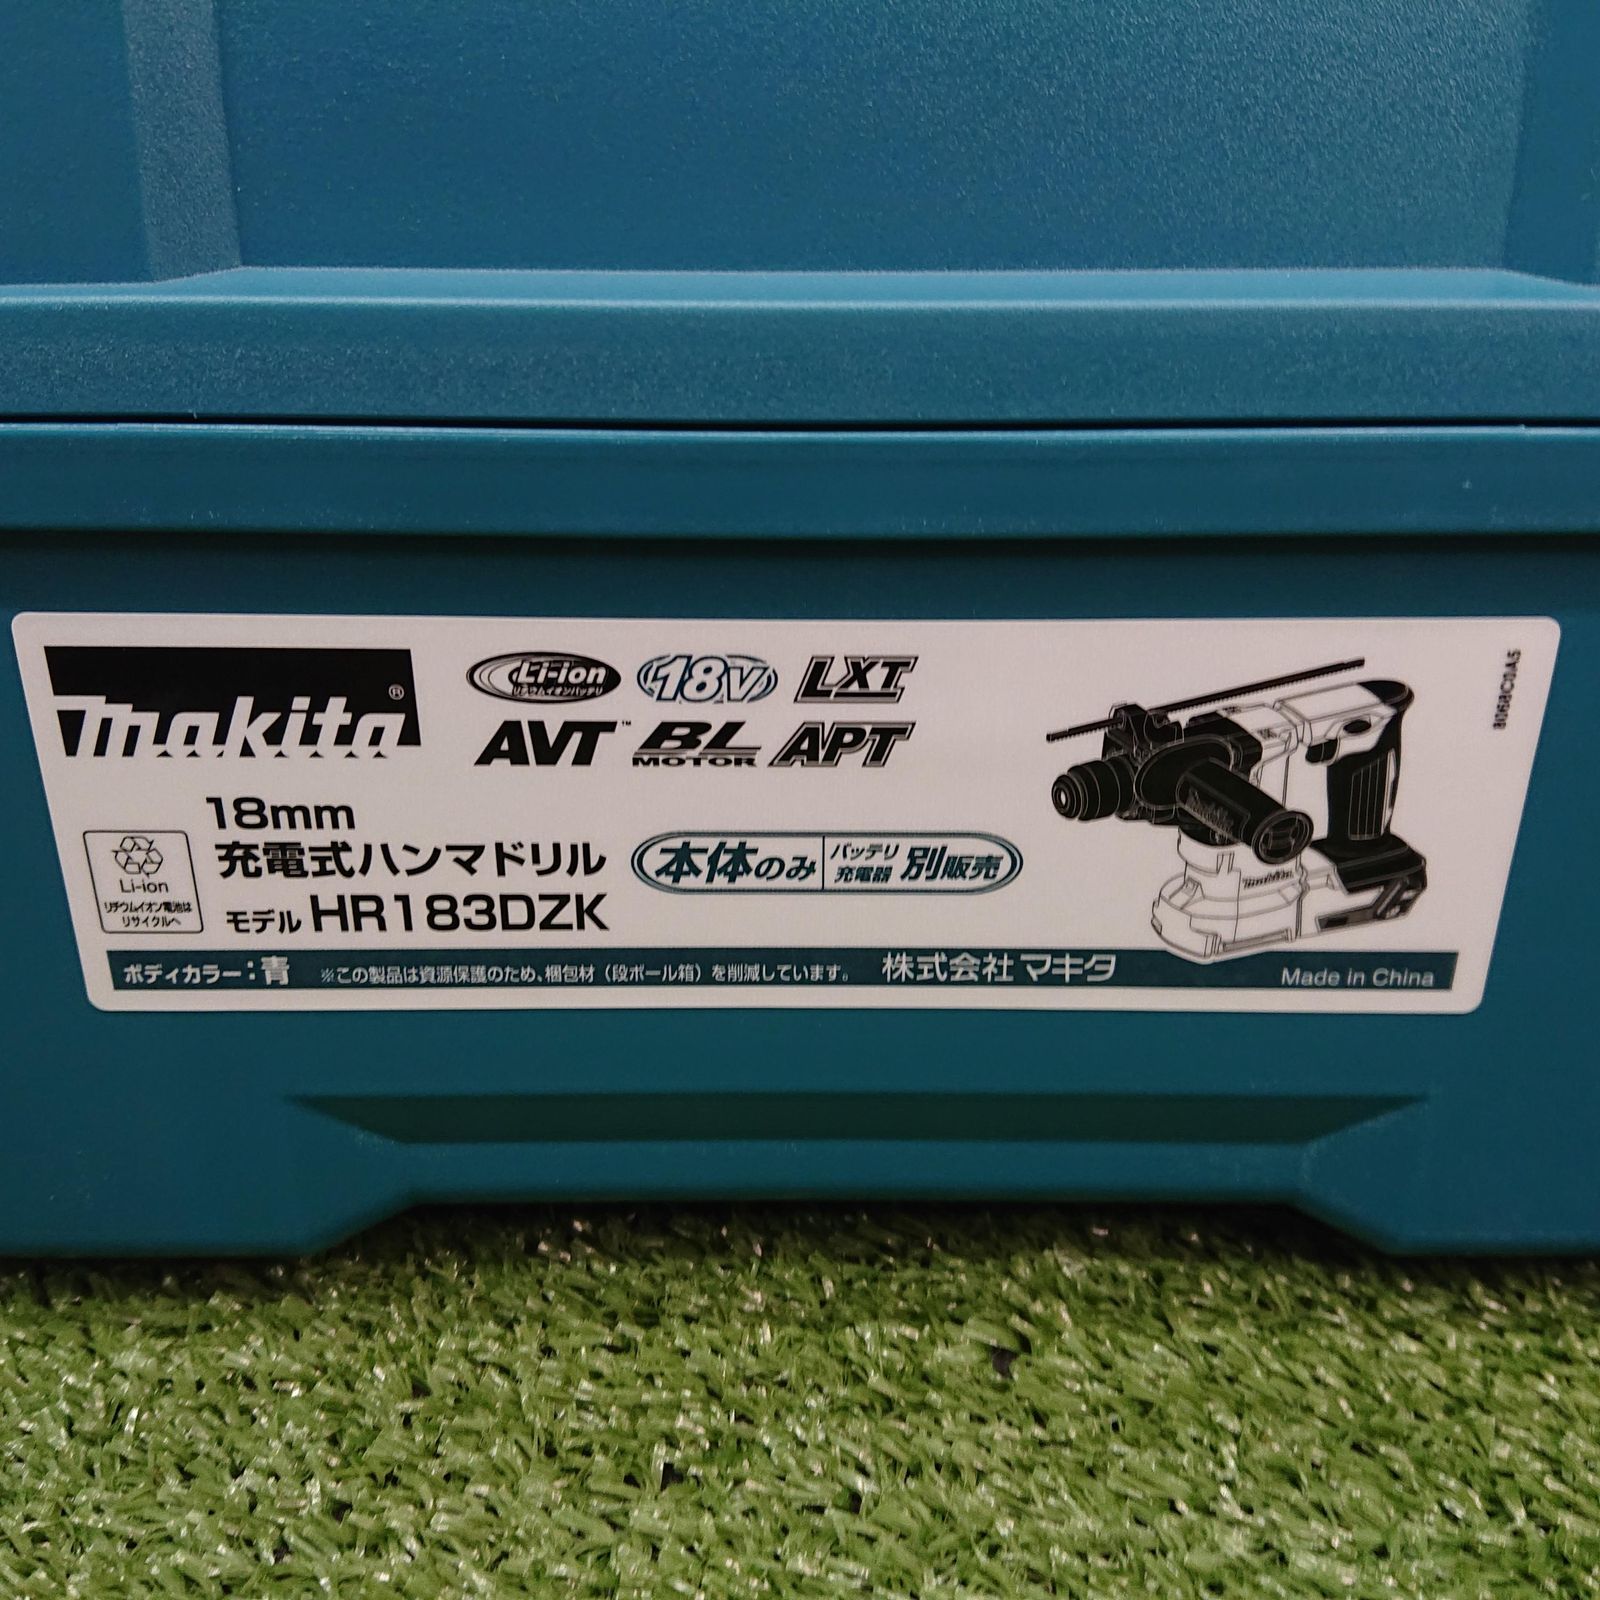 makita®
Li-ion
リチウムイオンバッテリ
18V
LXT
AVT™
BL
MOTOR
APT
18mm
充電式ハンマドリル
モデル HR183DZK
Li-ion
リチウムイオン電池は
リサイクルへ
本体のみ
バッテリ
充電器
別販売
ボディカラー：青
※この製品は資源保護のため、梱包材（段ボール箱）を削減しています。
株式会社マキタ
Made in China
8068C0A5
makita